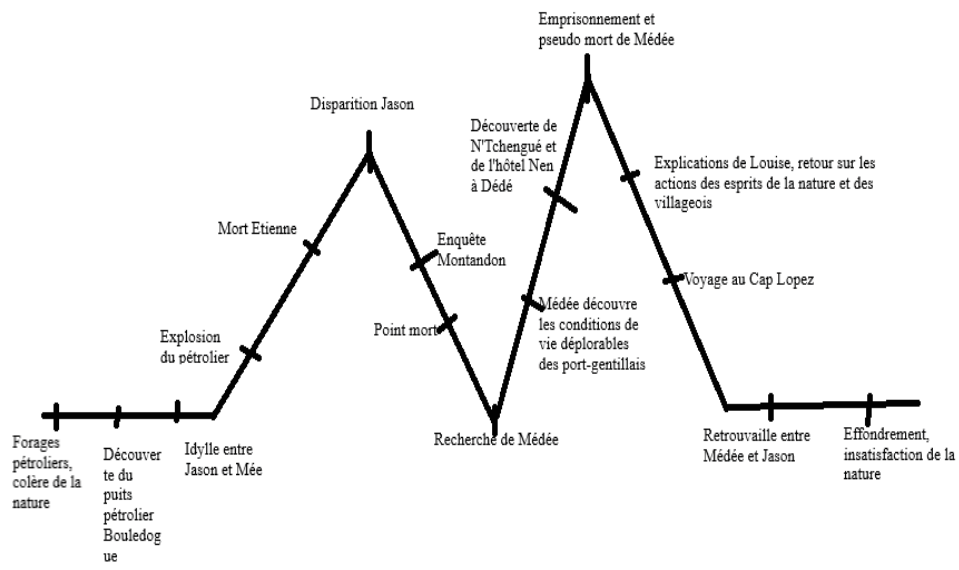 Emprisonnement et
pseudo mort de Médée
Disparition Jason
Découverte de
N'Tchengué et
de l'hôtel Nen
à Dédé
Explications de Louise, retour sur les
actions des esprits de la nature et des
villageois
Mort Etienne
Enquête
Montandon
Voyage au Cap Lopez
Explosion
du pétrolier
Point mort
Médée découvre
les conditions de
vie déplorables
des port-gentillais
Forages
pétroliers,
colère de la
nature
Découver
te du
puits
pétrolier
Bouledog
ue
Idylle entre
Jason et Mée
Recherche de Médée
Retrouvaille entre
Médée et Jason
Effondrement,
insatisfaction de la
nature